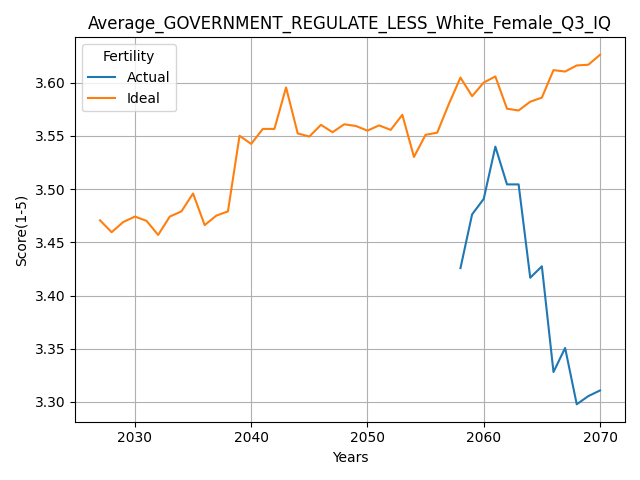 Average_GOVERNMENT_REGULATE_LESS_White_Female_Q3_IQ
Fertility
Actual
Ideal
Score(1-5)
3.60
3.55
3.50
3.45
3.40
3.35
3.30
2030 2040 2050 2060 2070
Years